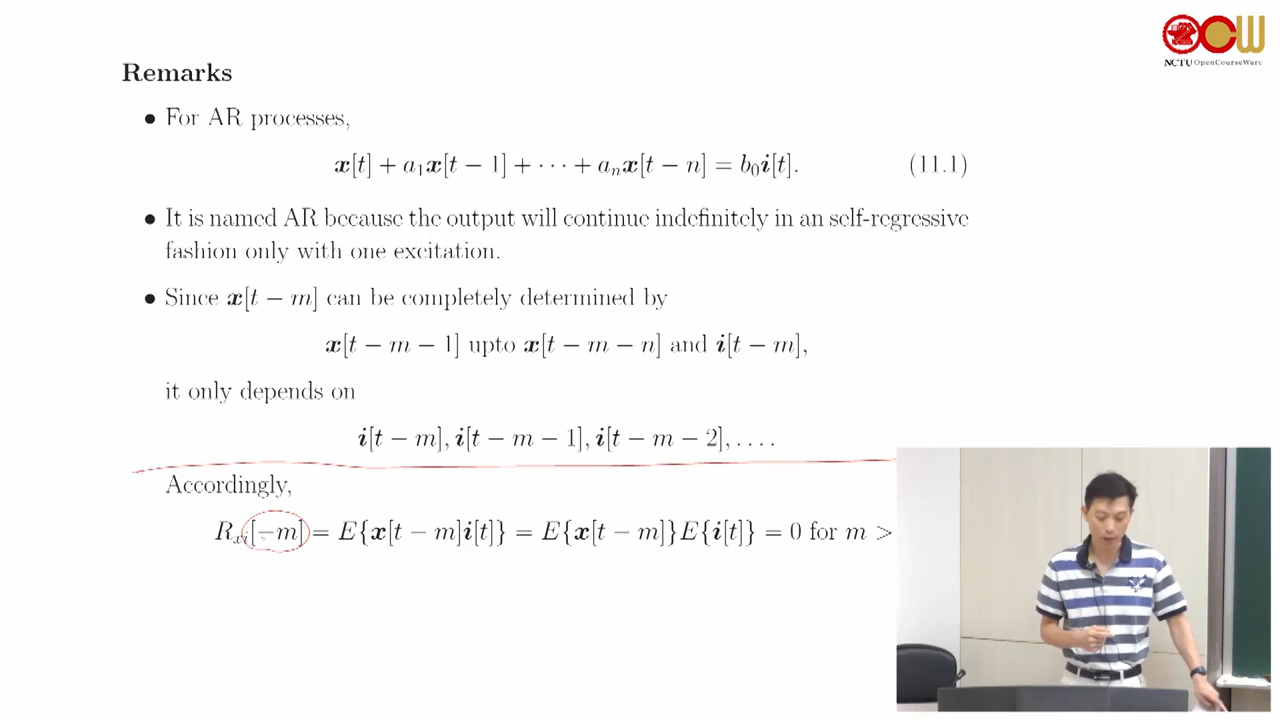 NCTU OpenCourseWare
Remarks
• For AR processes,
x[t] + a₁x[t − 1] + ··· + aₙx[t − n] = b₀i[t]. (11.1)
• It is named AR because the output will continue indefinitely in an self-regressive
fashion only with one excitation.
• Since x[t − m] can be completely determined by
x[t − m − 1] upto x[t − m − n] and i[t − m],
it only depends on
i[t − m], i[t − m − 1], i[t − m − 2], . . . .
Accordingly,
Rₓᵢ[−m] = E{x[t − m]i[t]} = E{x[t − m]}E{i[t]} = 0 for m >